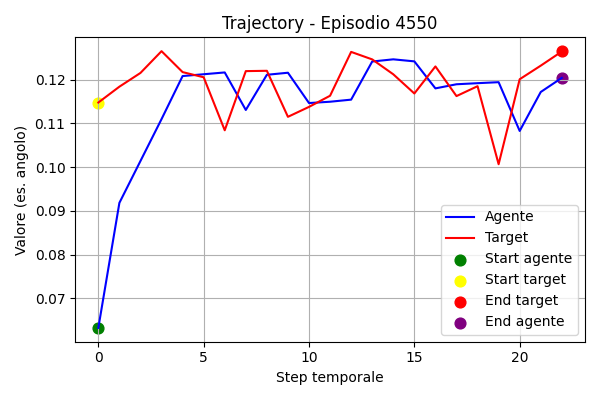 Trajectory - Episodio 4550
Valore (es. angolo)
0.12
0.11
0.10
0.09
0.08
0.07
0
5
10
15
20
Step temporale
Agente
Target
Start agente
Start target
End target
End agente